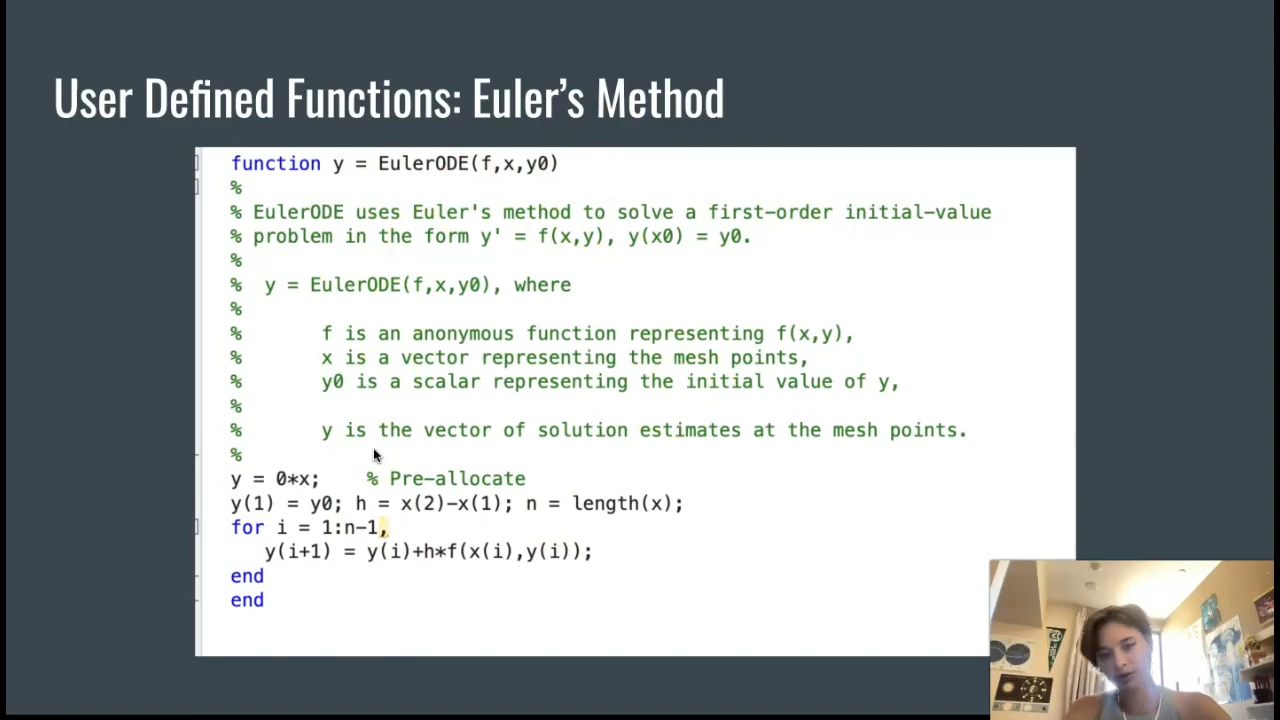 User Defined Functions: Euler's Method
function y = EulerODE(f,x,y0)
%
% EulerODE uses Euler's method to solve a first-order initial-value
% problem in the form y' = f(x,y), y(x0) = y0.
%
%  y = EulerODE(f,x,y0), where
%
%       f is an anonymous function representing f(x,y),
%       x is a vector representing the mesh points,
%       y0 is a scalar representing the initial value of y,
%
%       y is the vector of solution estimates at the mesh points.
%
y = 0*x;    % Pre-allocate
y(1) = y0; h = x(2)-x(1); n = length(x);
for i = 1:n-1,
   y(i+1) = y(i)+h*f(x(i),y(i));
end
end